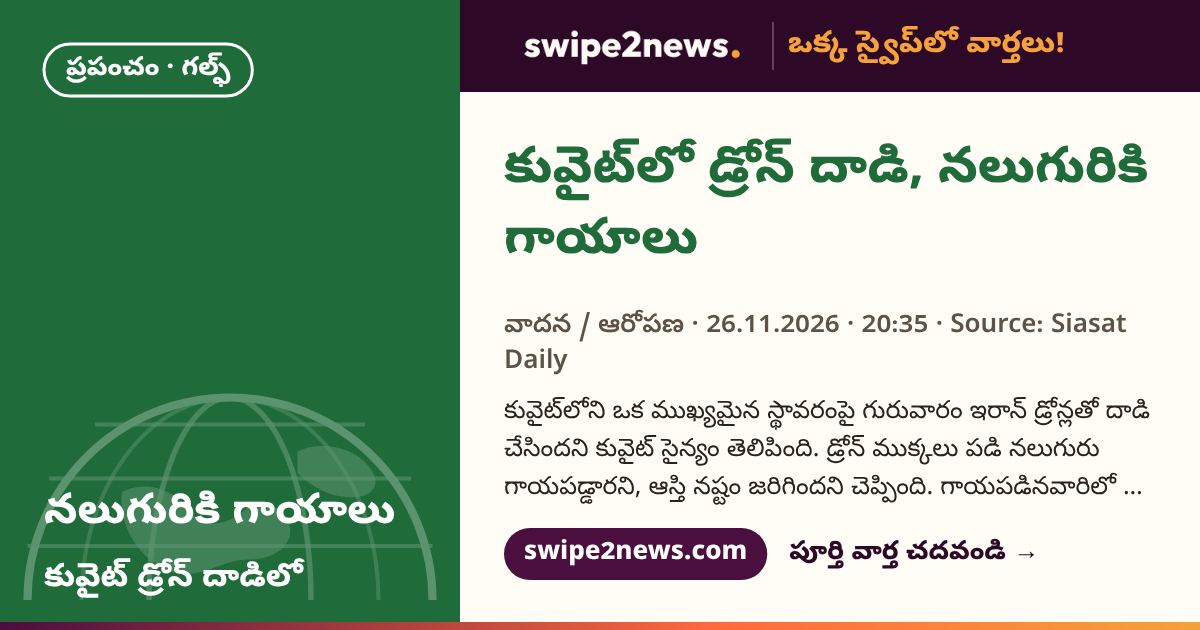 ప్రపంచం · గల్ఫ్
swipe2news.
ఒక్క స్వైప్‌లో వార్తలు!
కువైట్‌లో డ్రోన్ దాడి, నలుగురికి
గాయాలు
వాదన / ఆరోపణ · 26.11.2026 · 20:35 · Source: Siasat
Daily
కువైట్‌లోని ఒక ముఖ్యమైన స్థావరంపై గురువారం ఇరాన్ డ్రోన్లతో దాడి
చేసిందని కువైట్ సైన్యం తెలిపింది. డ్రోన్ ముక్కలు పడి నలుగురు
గాయపడ్డారని, ఆస్తి నష్టం జరిగిందని చెప్పింది. గాయపడినవారిలో ...
నలుగురికి గాయాలు
కువైట్ డ్రోన్ దాడిలో
swipe2news.com
పూర్తి వార్త చదవండి →